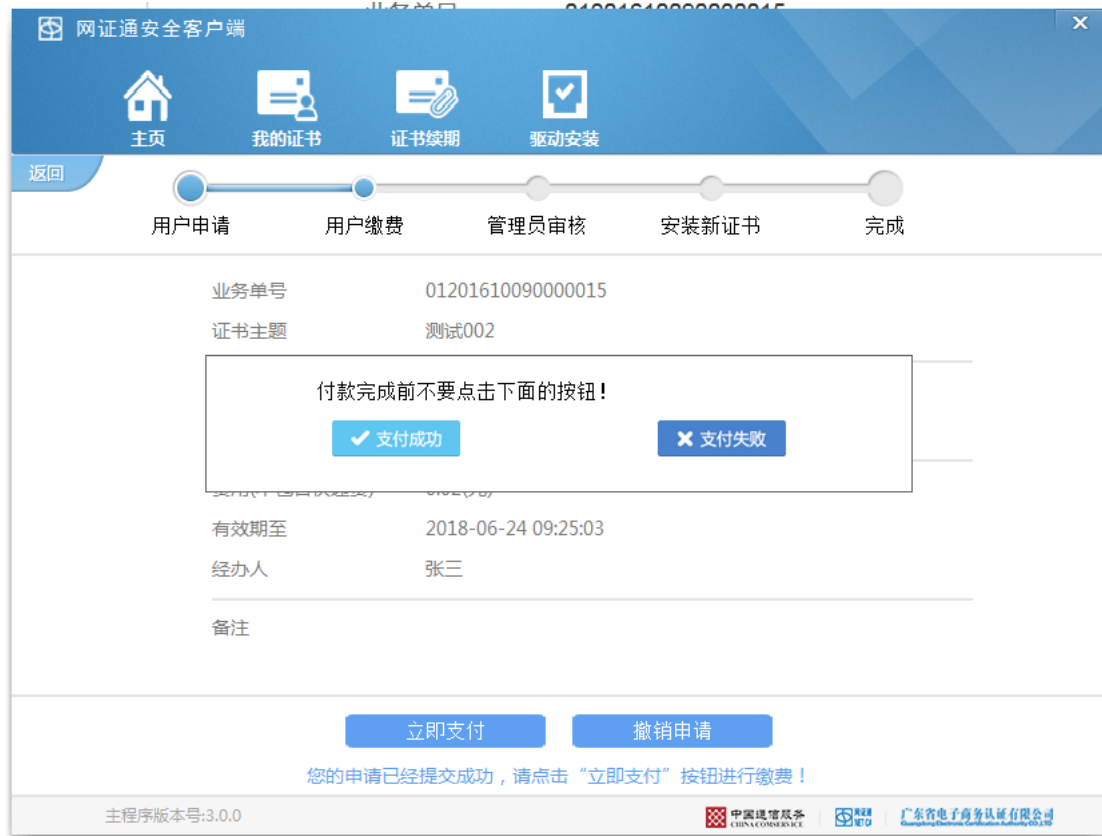 网证通安全客户端
主页 我的证书 证书续期 驱动安装
返回
用户申请 用户缴费 管理员审核 安装新证书 完成
业务单号 01201610090000015
证书主题 测试002
付款完成前不要点击下面的按钮!
支付成功 支付失败
有效期至 2018-06-24 09:25:03
经办人 张三
备注
立即支付 撤销申请
您的申请已经提交成功，请点击“立即支付”按钮进行缴费！
主程序版本号:3.0.0 中国通信服务 广东省电子商务认证有限公司
CHINA COMSERVICE